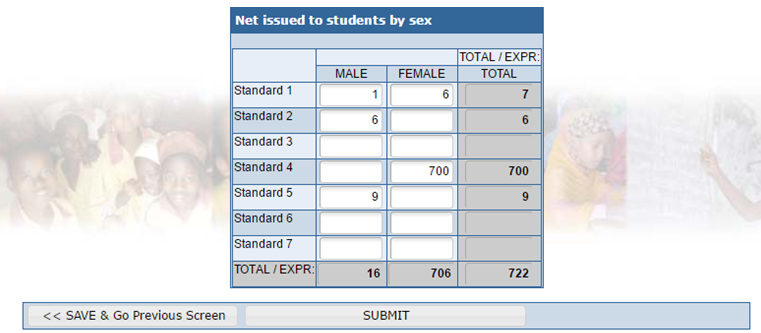 Net issued to students by sex
TOTAL / EXPR:
MALE FEMALE TOTAL
Standard 1 1 6 7
Standard 2 6 6
Standard 3
Standard 4 700 700
Standard 5 9 9
Standard 6
Standard 7
TOTAL / EXPR: 16 706 722
<< SAVE & Go Previous Screen SUBMIT